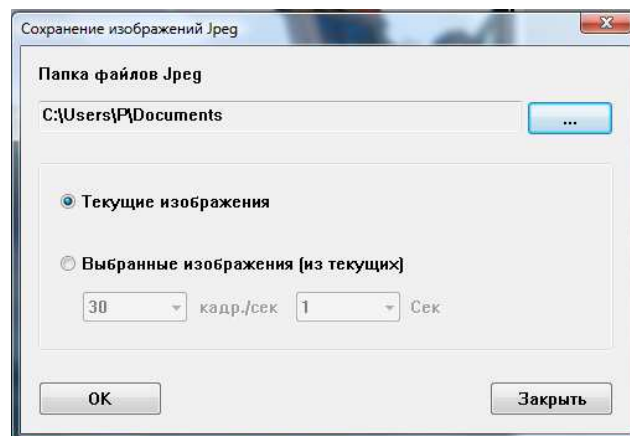 Сохранение изображений Jpeg
Папка файлов Jpeg
C:\Users\P\Documents
...
Текущие изображения
Выбранные изображения (из текущих)
30 кадр./сек 1 Сек
OK Закрыть